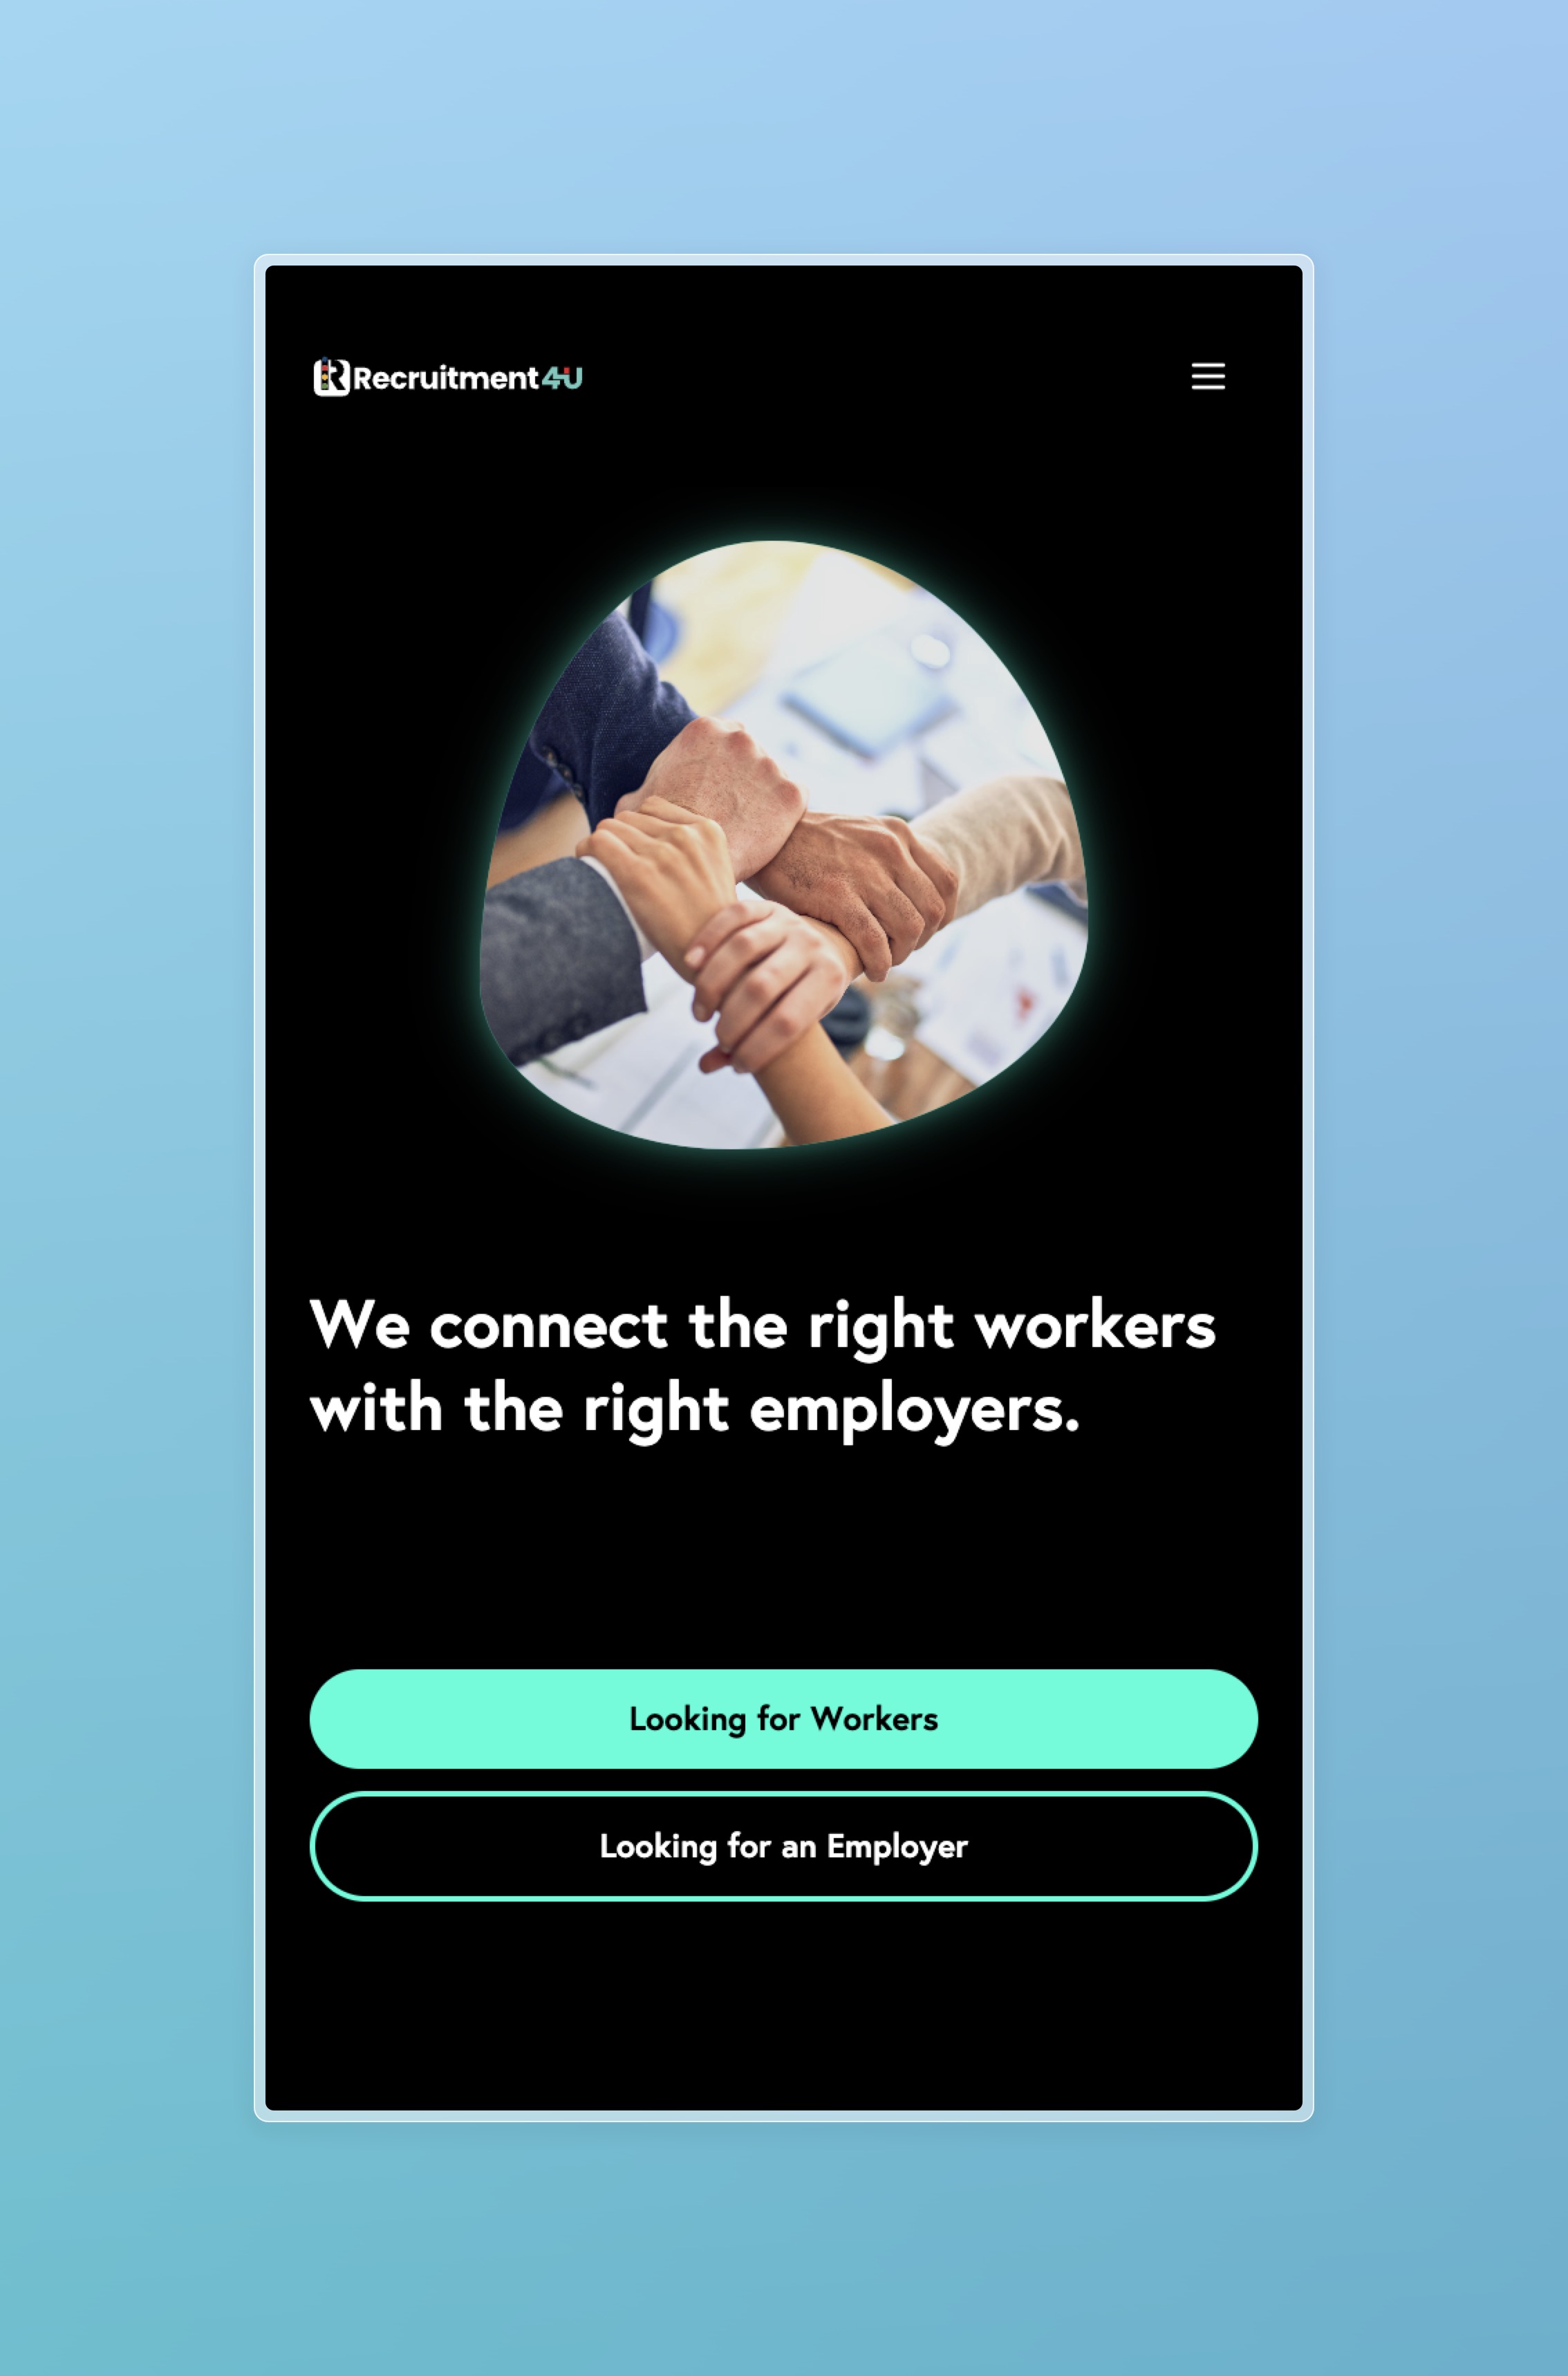 Recruitment4U
We connect the right workers
with the right employers.
Looking for Workers
Looking for an Employer